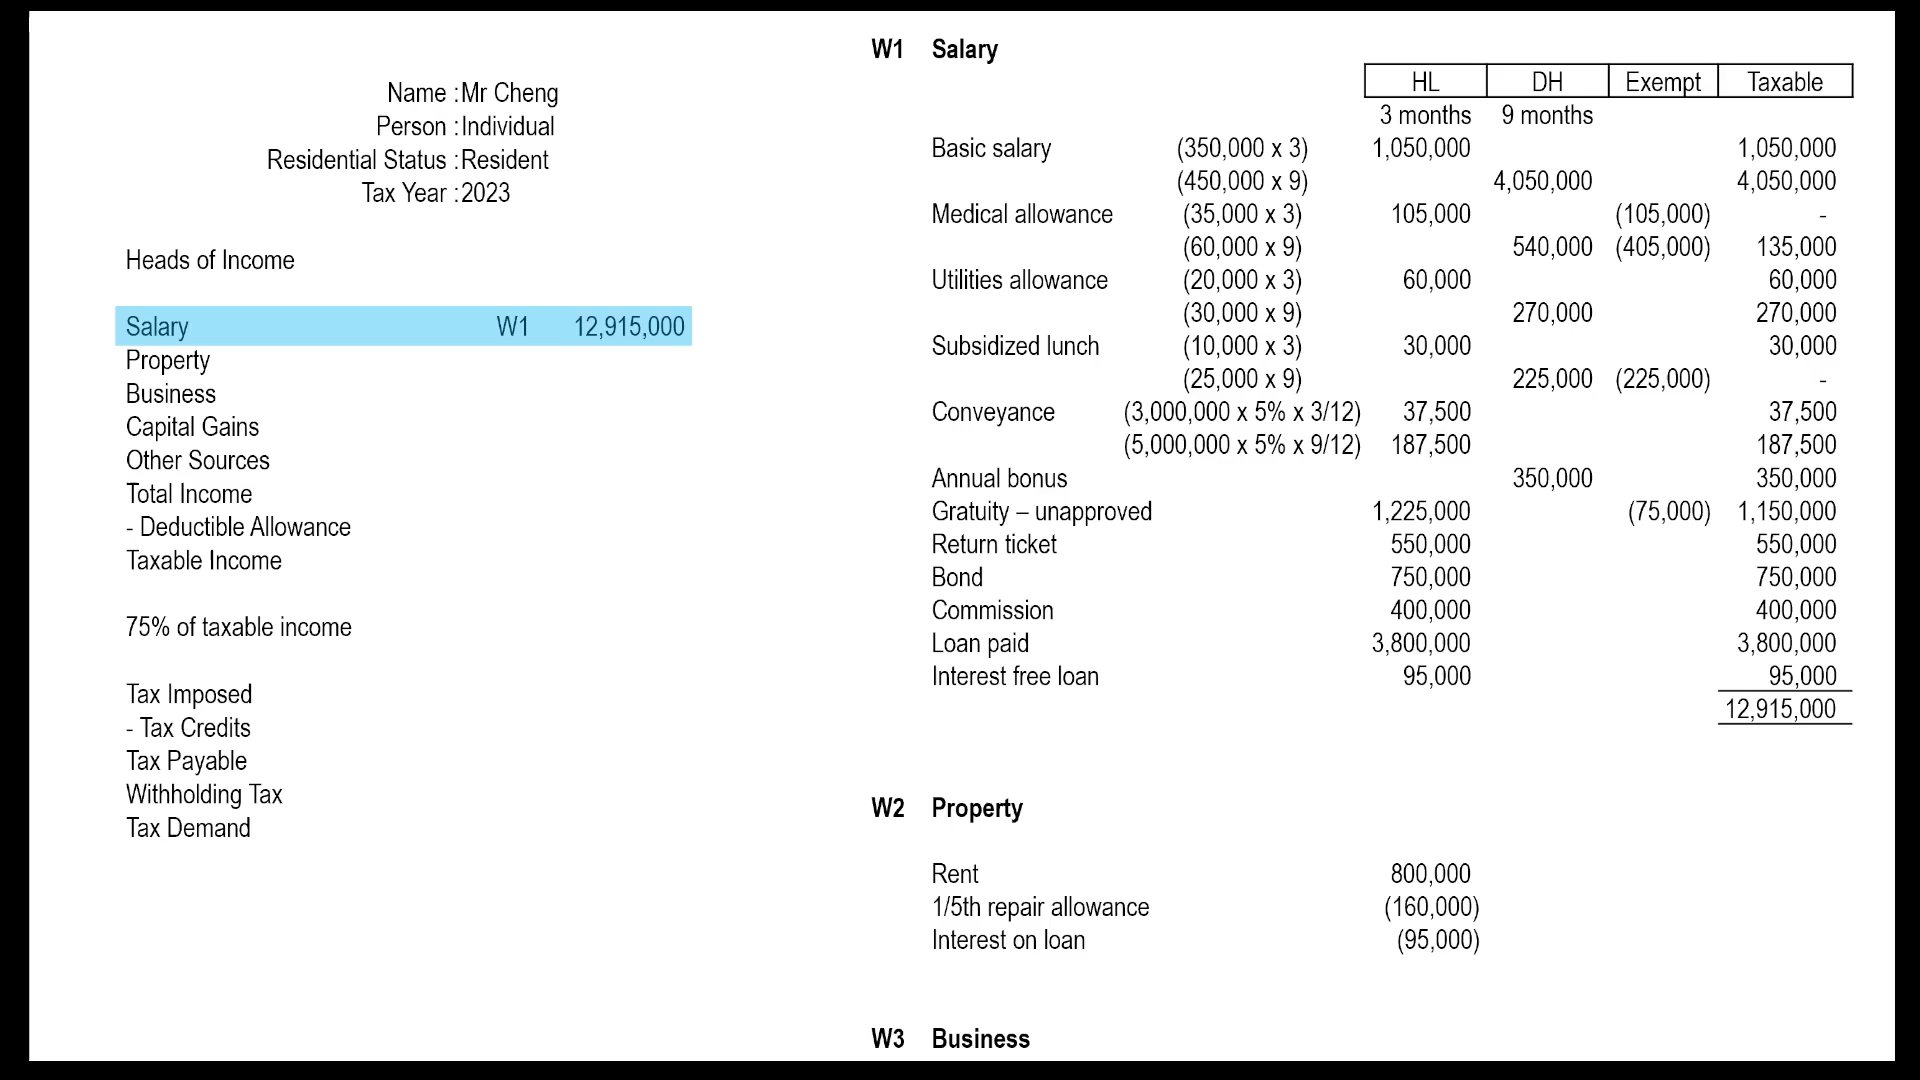 Name : Mr Cheng
Person : Individual
Residential Status : Resident
Tax Year : 2023
Heads of Income
Salary W1 12,915,000
Property
Business
Capital Gains
Other Sources
Total Income
- Deductible Allowance
Taxable Income
75% of taxable income
Tax Imposed
- Tax Credits
Tax Payable
Withholding Tax
Tax Demand
W1 Salary
HL DH Exempt Taxable
3 months 9 months
Basic salary (350,000 x 3) 1,050,000 1,050,000
(450,000 x 9) 4,050,000 4,050,000
Medical allowance (35,000 x 3) 105,000 (105,000) -
(60,000 x 9) 540,000 (405,000) 135,000
Utilities allowance (20,000 x 3) 60,000 60,000
(30,000 x 9) 270,000 270,000
Subsidized lunch (10,000 x 3) 30,000 30,000
(25,000 x 9) 225,000 (225,000) -
Conveyance (3,000,000 x 5% x 3/12) 37,500 37,500
(5,000,000 x 5% x 9/12) 187,500 187,500
Annual bonus 350,000 350,000
Gratuity – unapproved 1,225,000 (75,000) 1,150,000
Return ticket 550,000 550,000
Bond 750,000 750,000
Commission 400,000 400,000
Loan paid 3,800,000 3,800,000
Interest free loan 95,000 95,000
12,915,000
W2 Property
Rent 800,000
1/5th repair allowance (160,000)
Interest on loan (95,000)
W3 Business